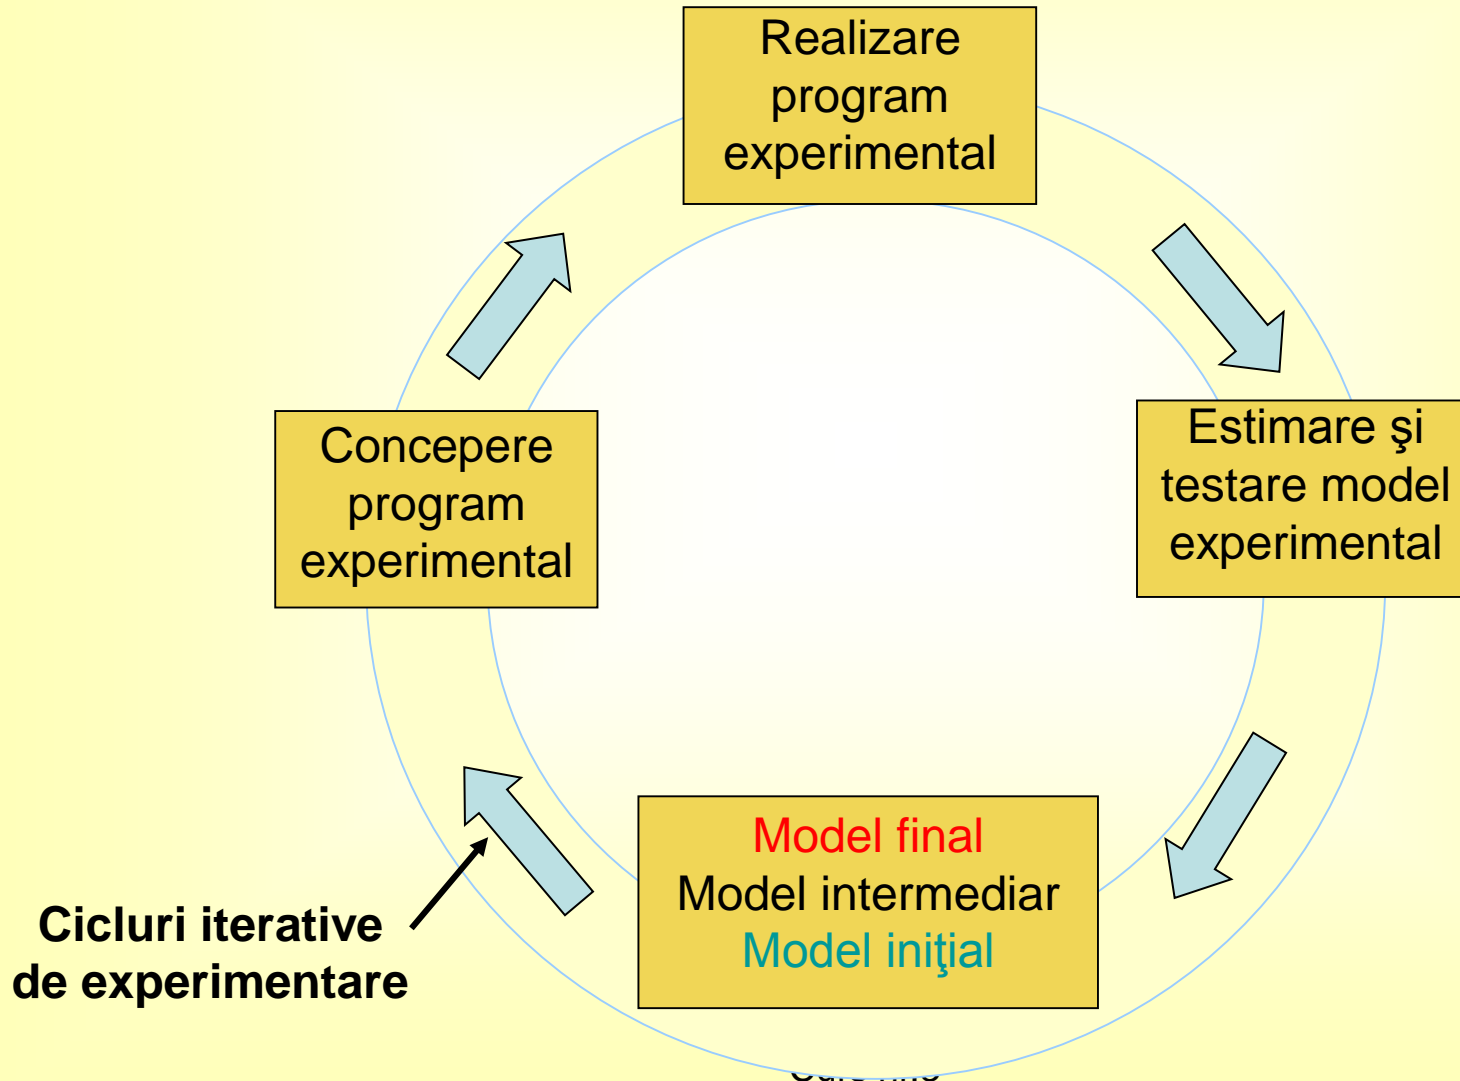 Realizare
program
experimental
Concepere
program
experimental
Estimare şi
testare model
experimental
Model final
Model intermediar
Model iniţial
Cicluri iterative
de experimentare